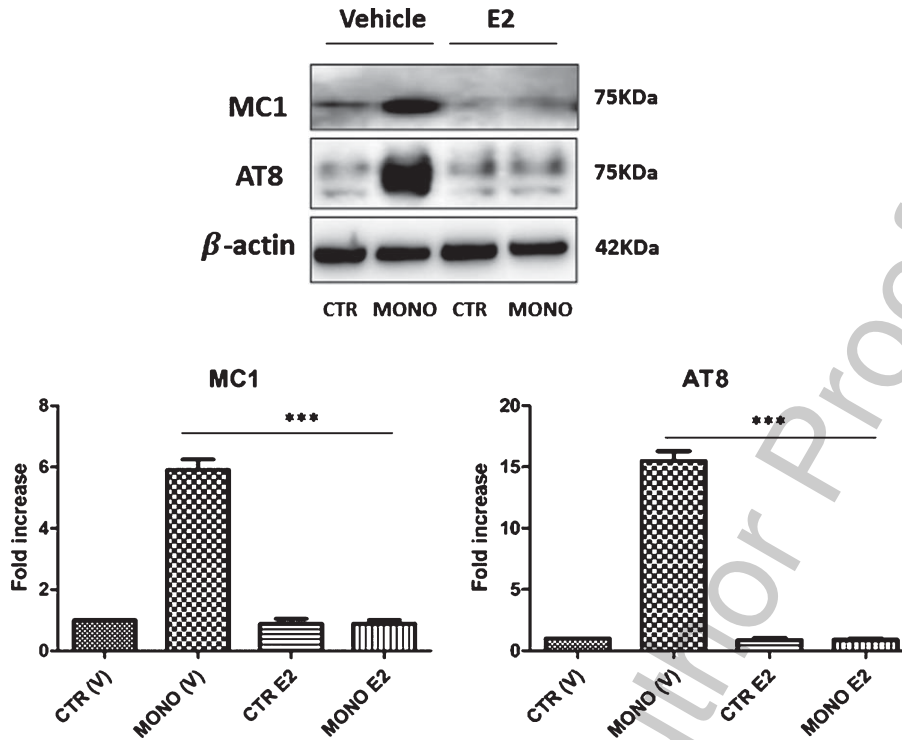 Vehicle E2
MC1 75KDa
AT8 75KDa
β-actin 42KDa
CTR MONO CTR MONO
MC1
8
6
4
2
0
Fold increase
***
CTR (V) MONO (V) CTR E2 MONO E2
AT8
20
15
10
5
0
Fold increase
***
CTR (V) MONO (V) CTR E2 MONO E2